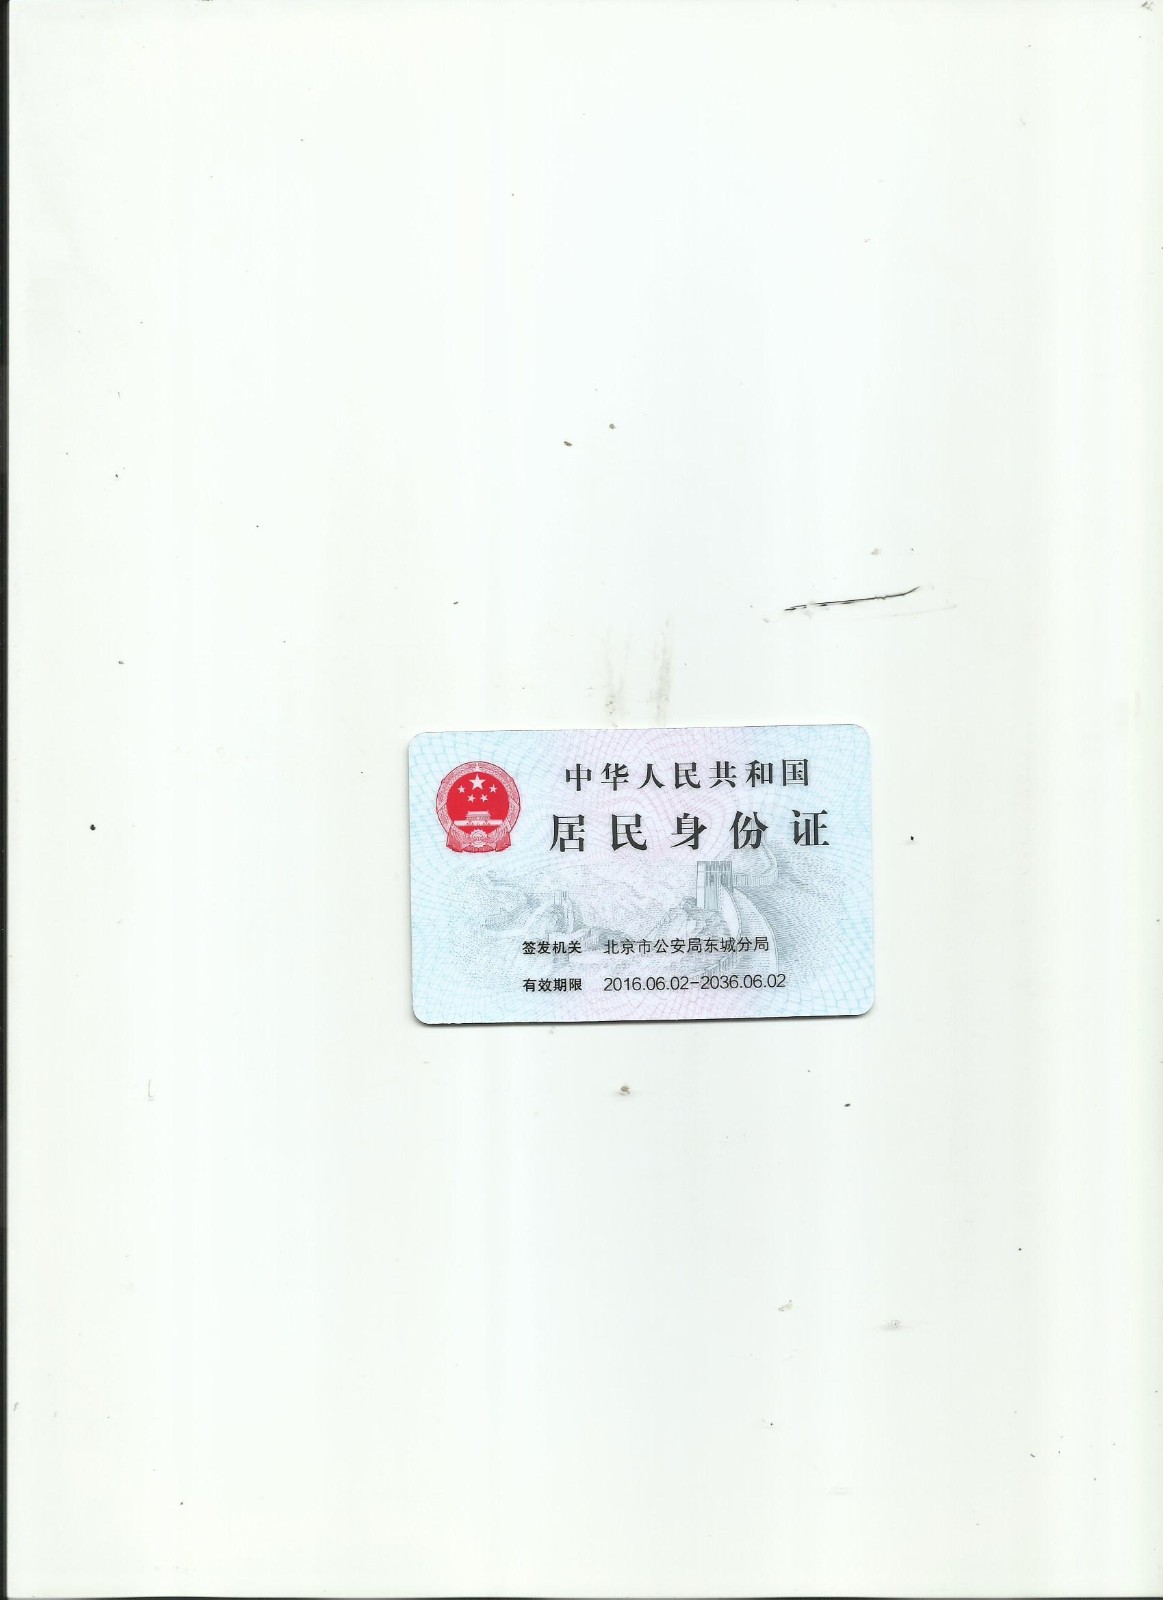 中华人民共和国
居民身份证
签发机关 北京市公安局东城分局
有效期限 2016.06.02-2036.06.02